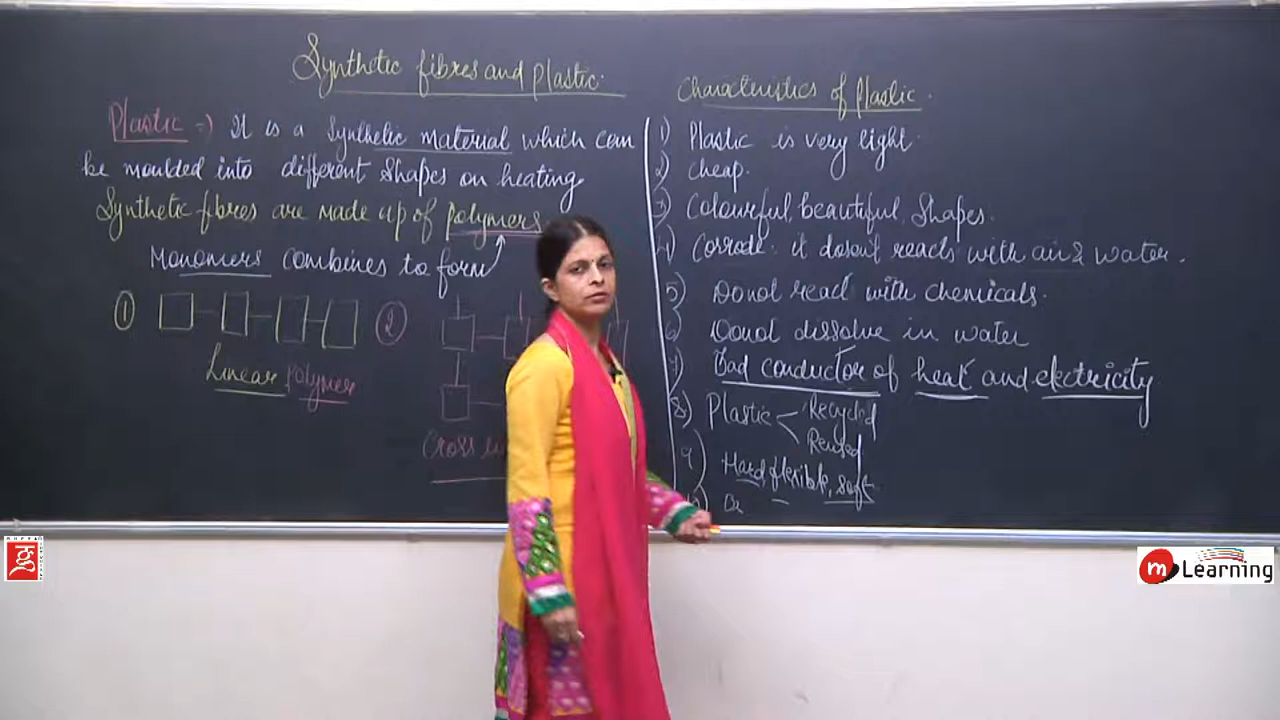 Synthetic fibres and Plastic.
Plastic => It is a synthetic material which can
be moulded into different shapes on heating
Synthetic fibres are made up of polymers
Monomers combines to form
① ②
Linear Polymer
Cross
Characteristics of Plastic.
1) Plastic is very light.
2) Cheap.
3) Colourful, beautiful, shapes.
4) Corrode. it doesn't reacts with air & water.
5) Donot react with chemicals.
6) Donot dissolve in water
7) Bad conductor of heat and electricity
8) Plastic Recycled
Reused
9) Hard, flexible, soft
m Learning